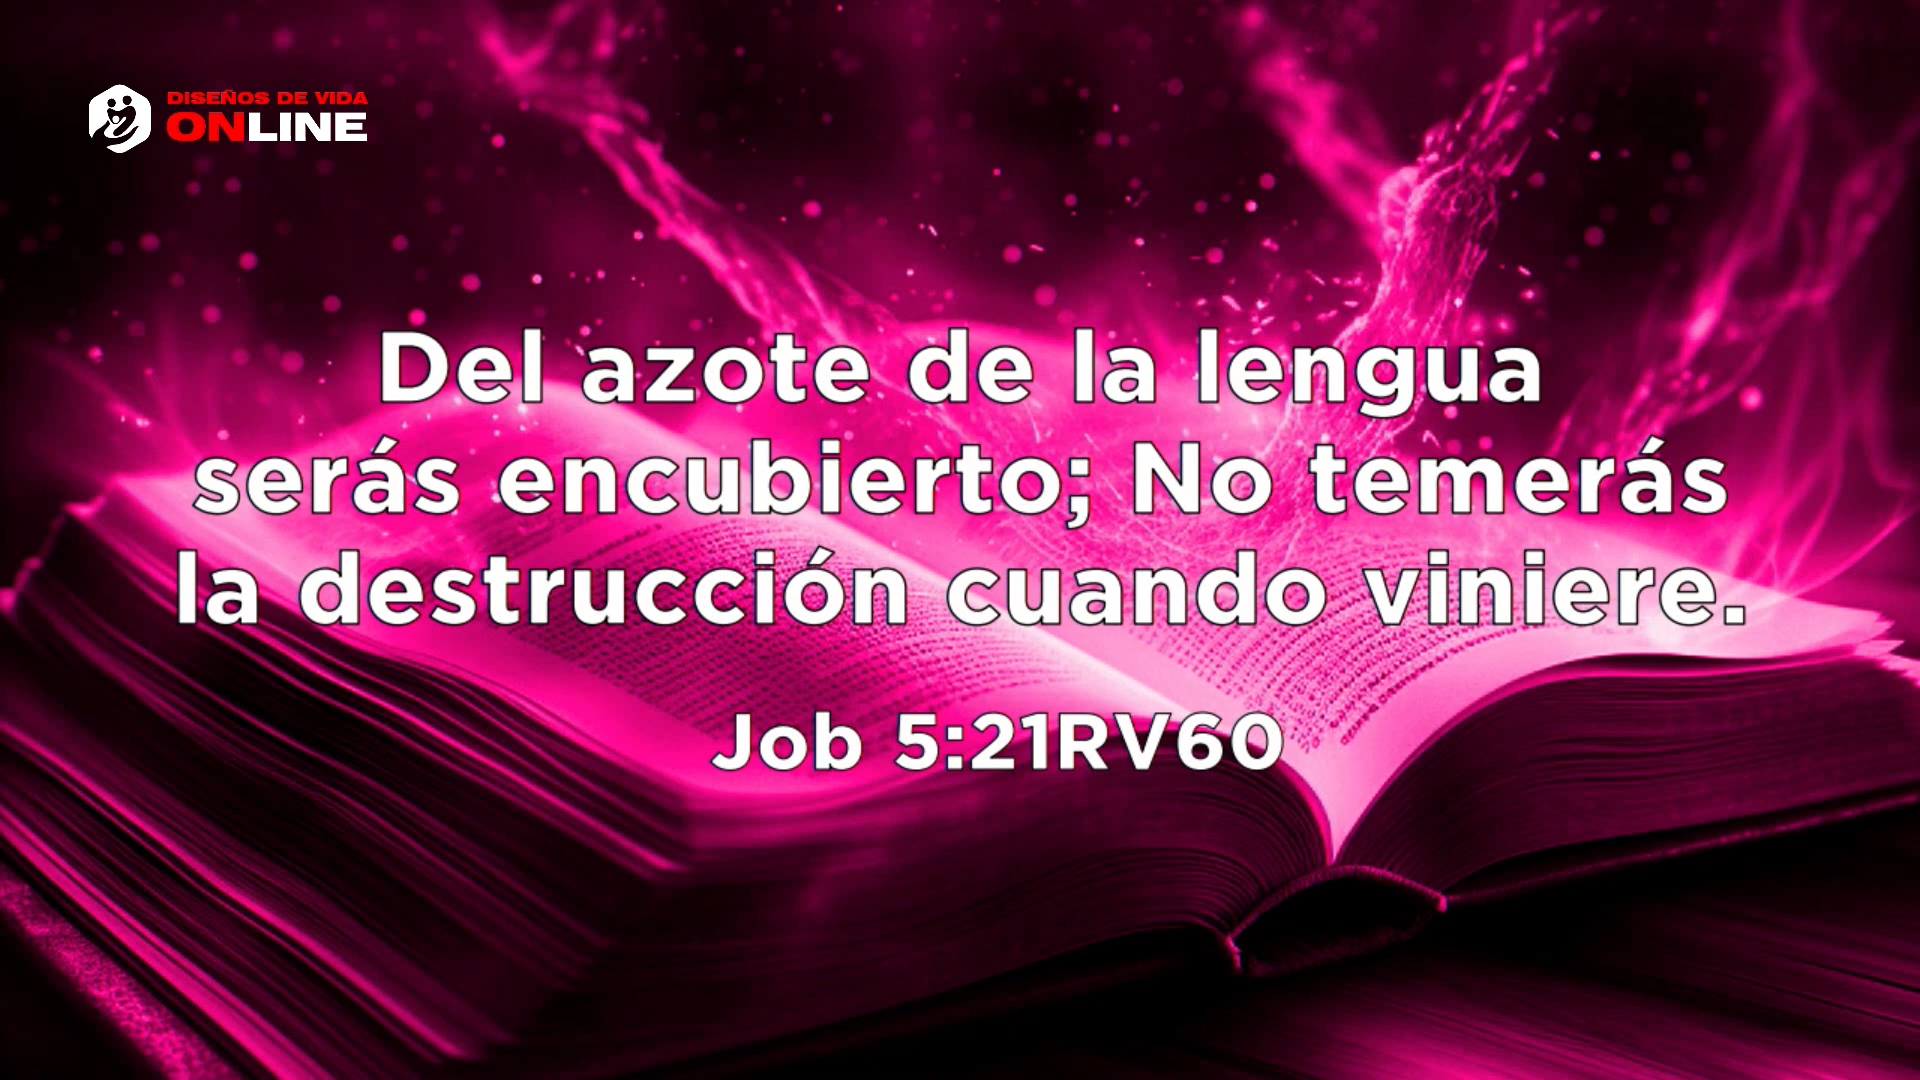 DISEÑOS DE VIDA
ONLINE
Del azote de la lengua
serás encubierto; No temerás
la destrucción cuando viniere.
Job 5:21RV60